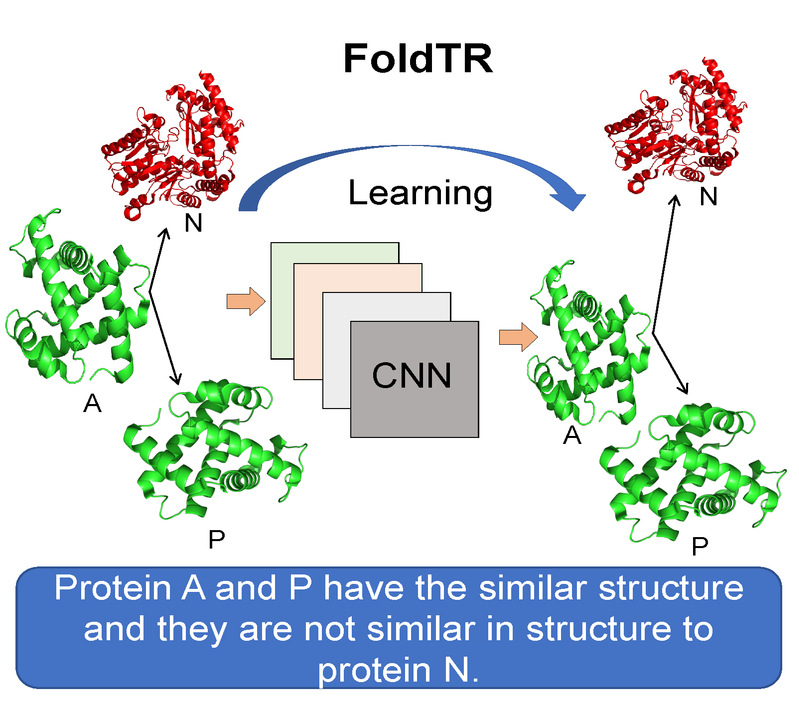 FoldTR
Learning
N
N
A
P
CNN
A
P
Protein A and P have the similar structure
and they are not similar in structure to
protein N.